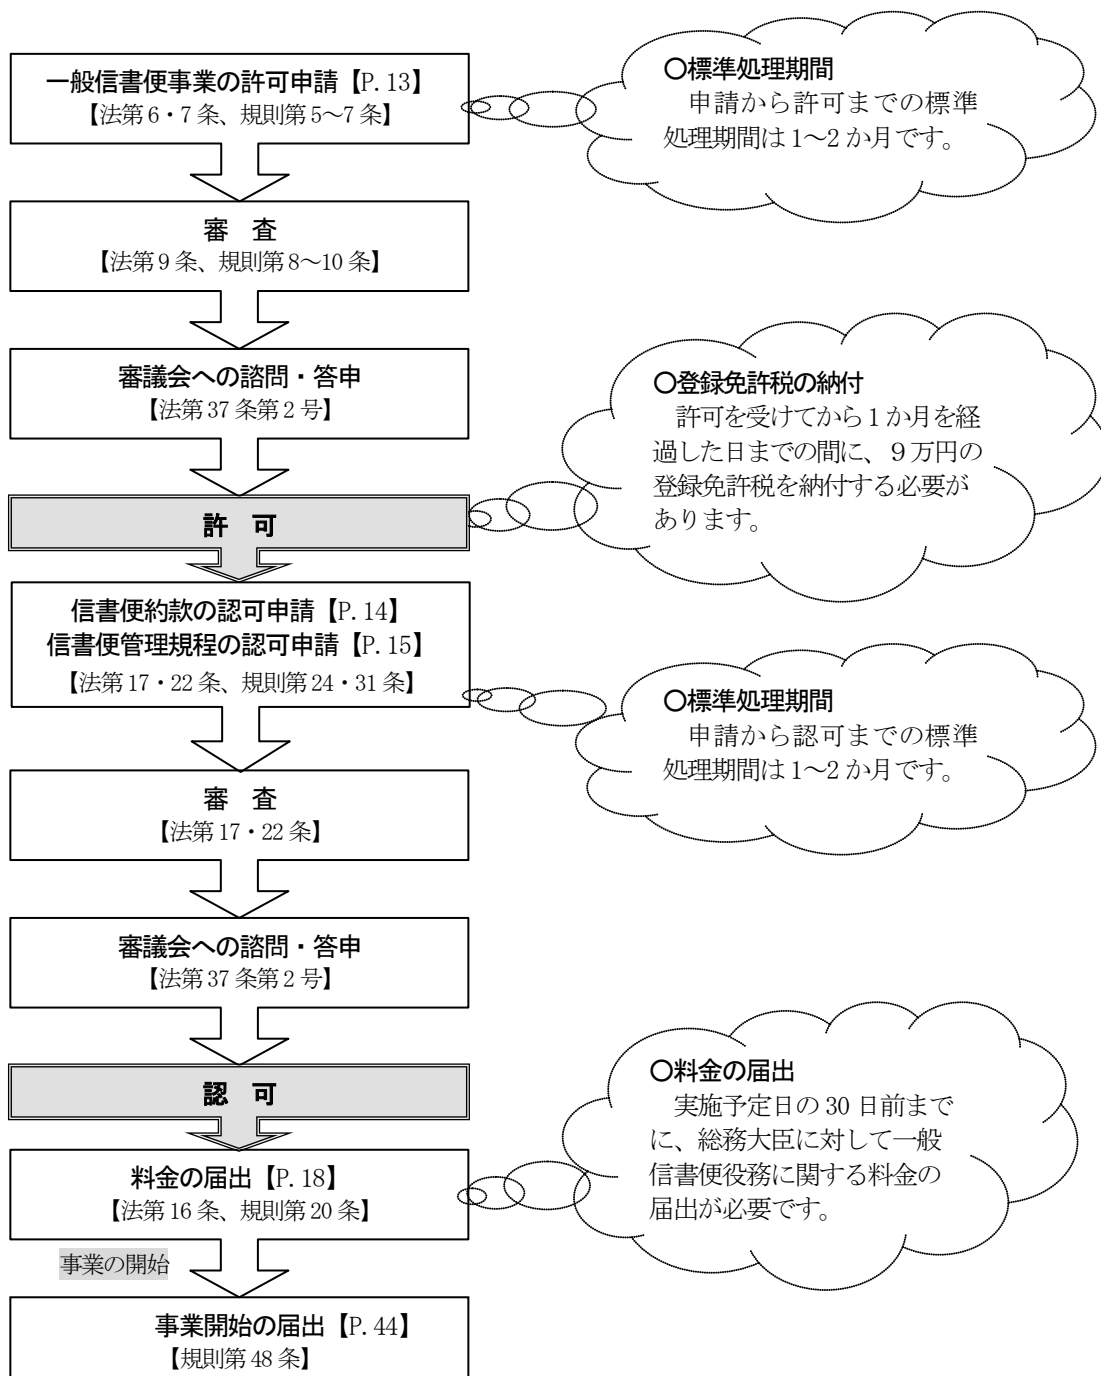 一般信書便事業の許可申請【P.13】
【法第6・7条、規則第5～7条】
○標準処理期間
申請から許可までの標準
処理期間は1～2か月です。
審　査
【法第9条、規則第8～10条】
審議会への諮問・答申
【法第37条第2号】
○登録免許税の納付
許可を受けてから1か月を経
過した日までの間に、９万円の
登録免許税を納付する必要が
あります。
許　可
信書便約款の認可申請【P.14】
信書便管理規程の認可申請【P.15】
【法第17・22条、規則第24・31条】
○標準処理期間
申請から認可までの標準
処理期間は1～2か月です。
審　査
【法第17・22条】
審議会への諮問・答申
【法第37条第2号】
認　可
○料金の届出
実施予定日の30日前まで
に、総務大臣に対して一般
信書便役務に関する料金の
届出が必要です。
料金の届出【P.18】
【法第16条、規則第20条】
事業の開始
事業開始の届出【P.44】
【規則第48条】